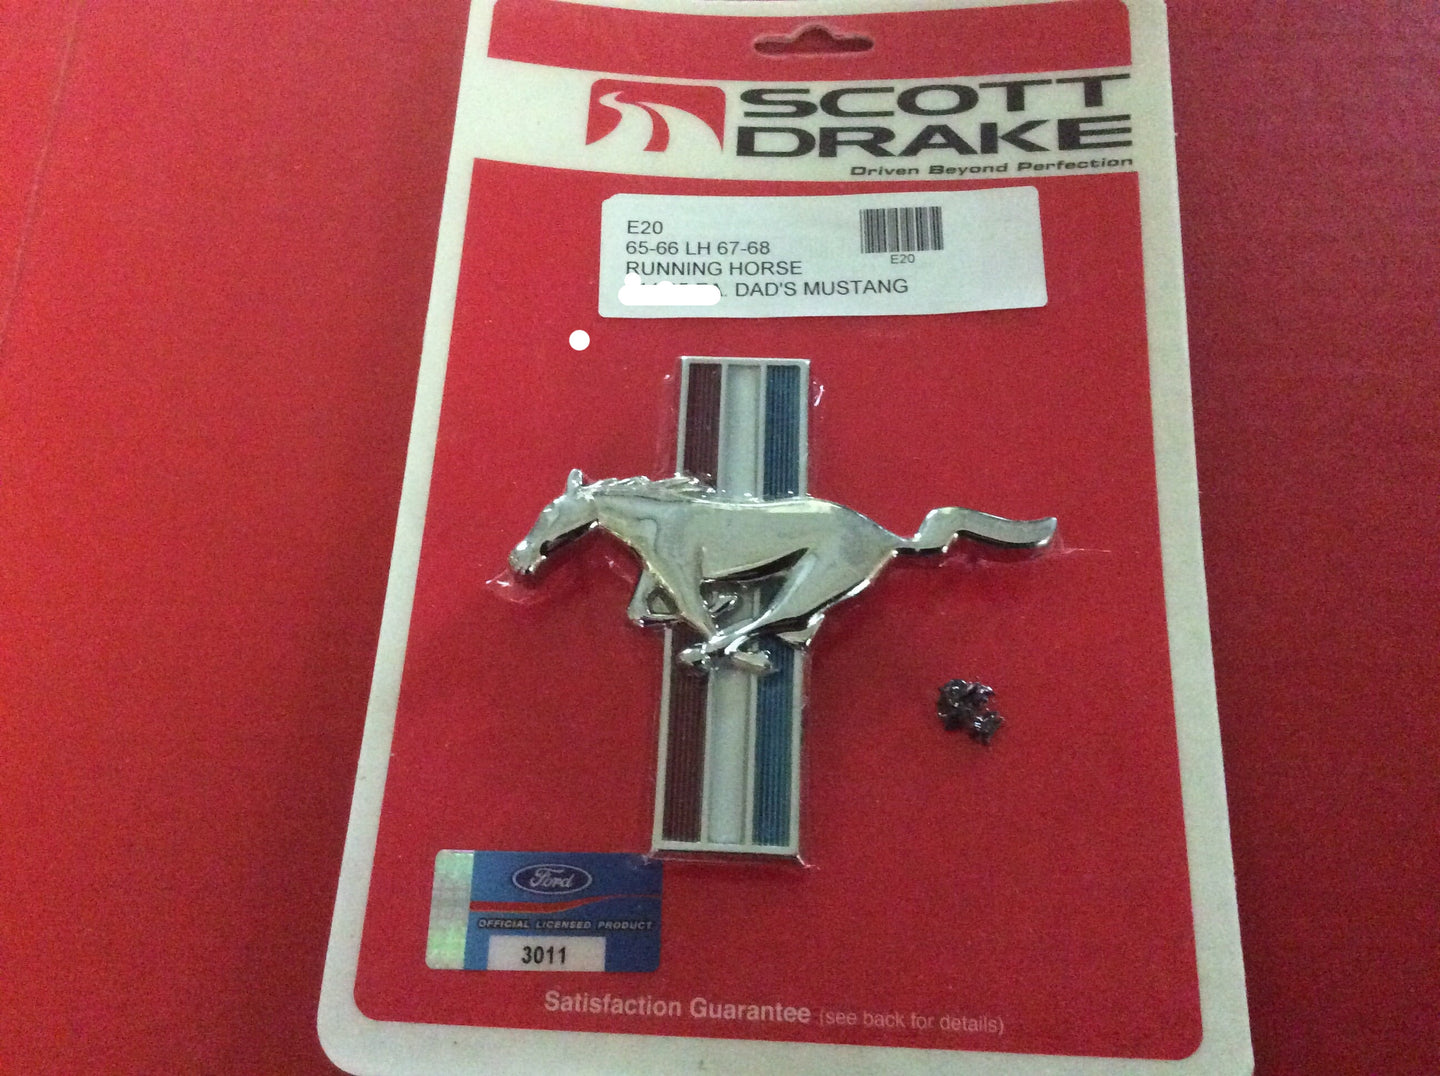 SCOTT
DRAKE
Driven Beyond Perfection
E20
65-66 LH 67-68
RUNNING HORSE
DAD'S MUSTANG
E20
Ford
OFFICIAL LICENSED PRODUCT
3011
Satisfaction Guarantee (see back for details)